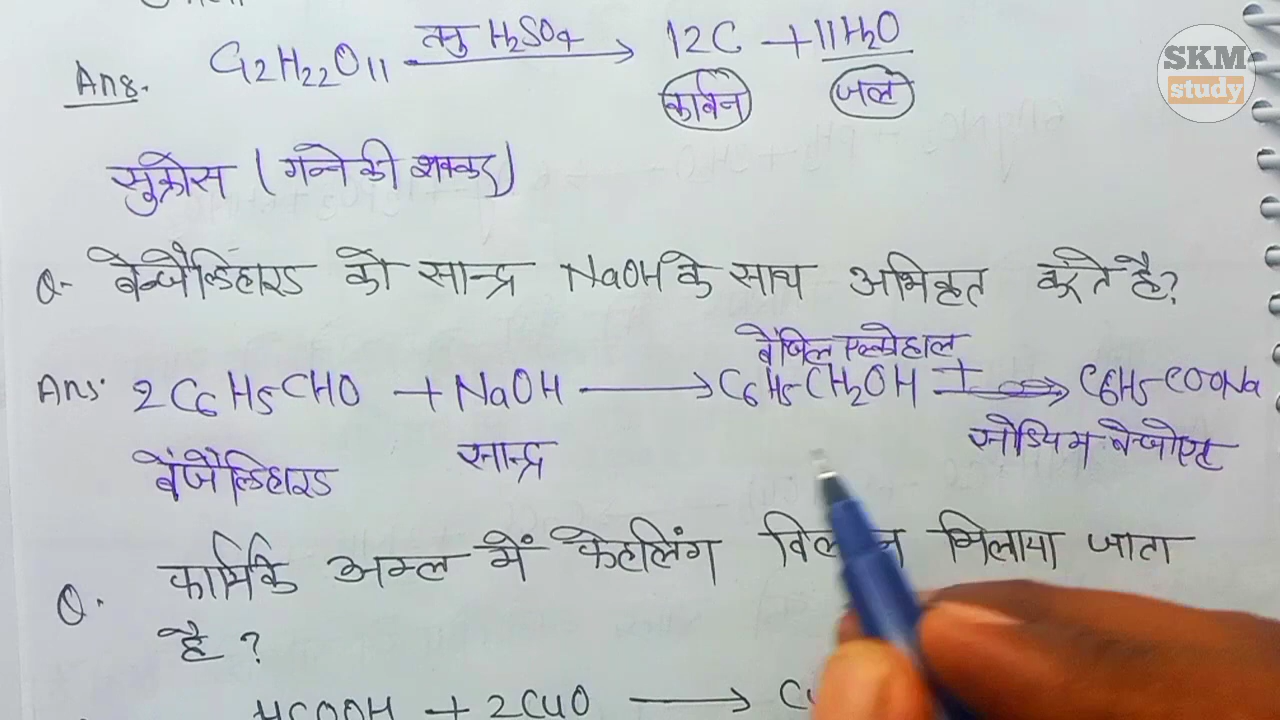 SKM
study
Ans. C12H22O11 तनु H2SO4 → 12C + 11H2O
कार्बन जल
सुक्रोस (गन्ने की शक्कर)
Q- बेन्जैल्डिहाइड को सान्द्र NaOH के साथ अभिकृत करते है?
बेंजिल एल्कोहाल
Ans: 2C6H5CHO + NaOH → C6H5CH2OH + C6H5COONa
बेंजैल्डिहाइड सान्द्र सोडियम बेन्जोएट
Q. फार्मिक अम्ल में फेहलिंग मिलाया जाता
है ?
HCOOH + 2CuO →